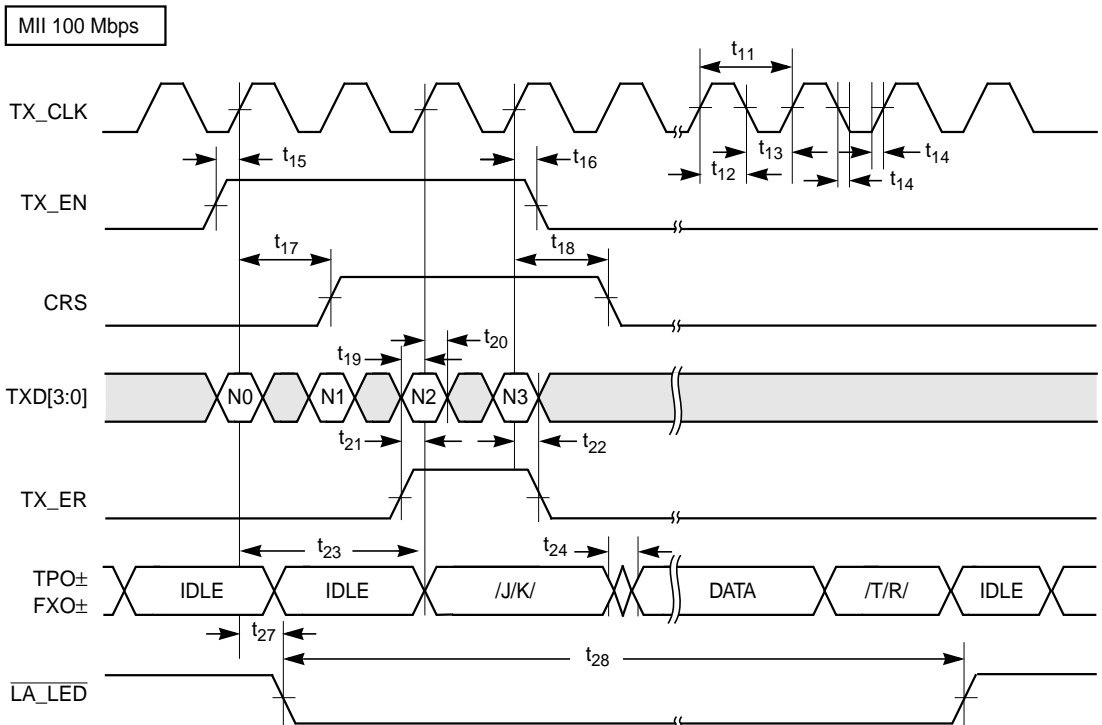 MII 100 Mbps
t11
TX_CLK
t15
t16
t13
t12
t14
t14
TX_EN
t17
t18
CRS
t19
t20
TXD[3:0]
N0
N1
N2
N3
t21
t22
TX_ER
t23
t24
TPO±
FXO±
IDLE
IDLE
/J/K/
DATA
/T/R/
IDLE
t27
t28
LA_LED